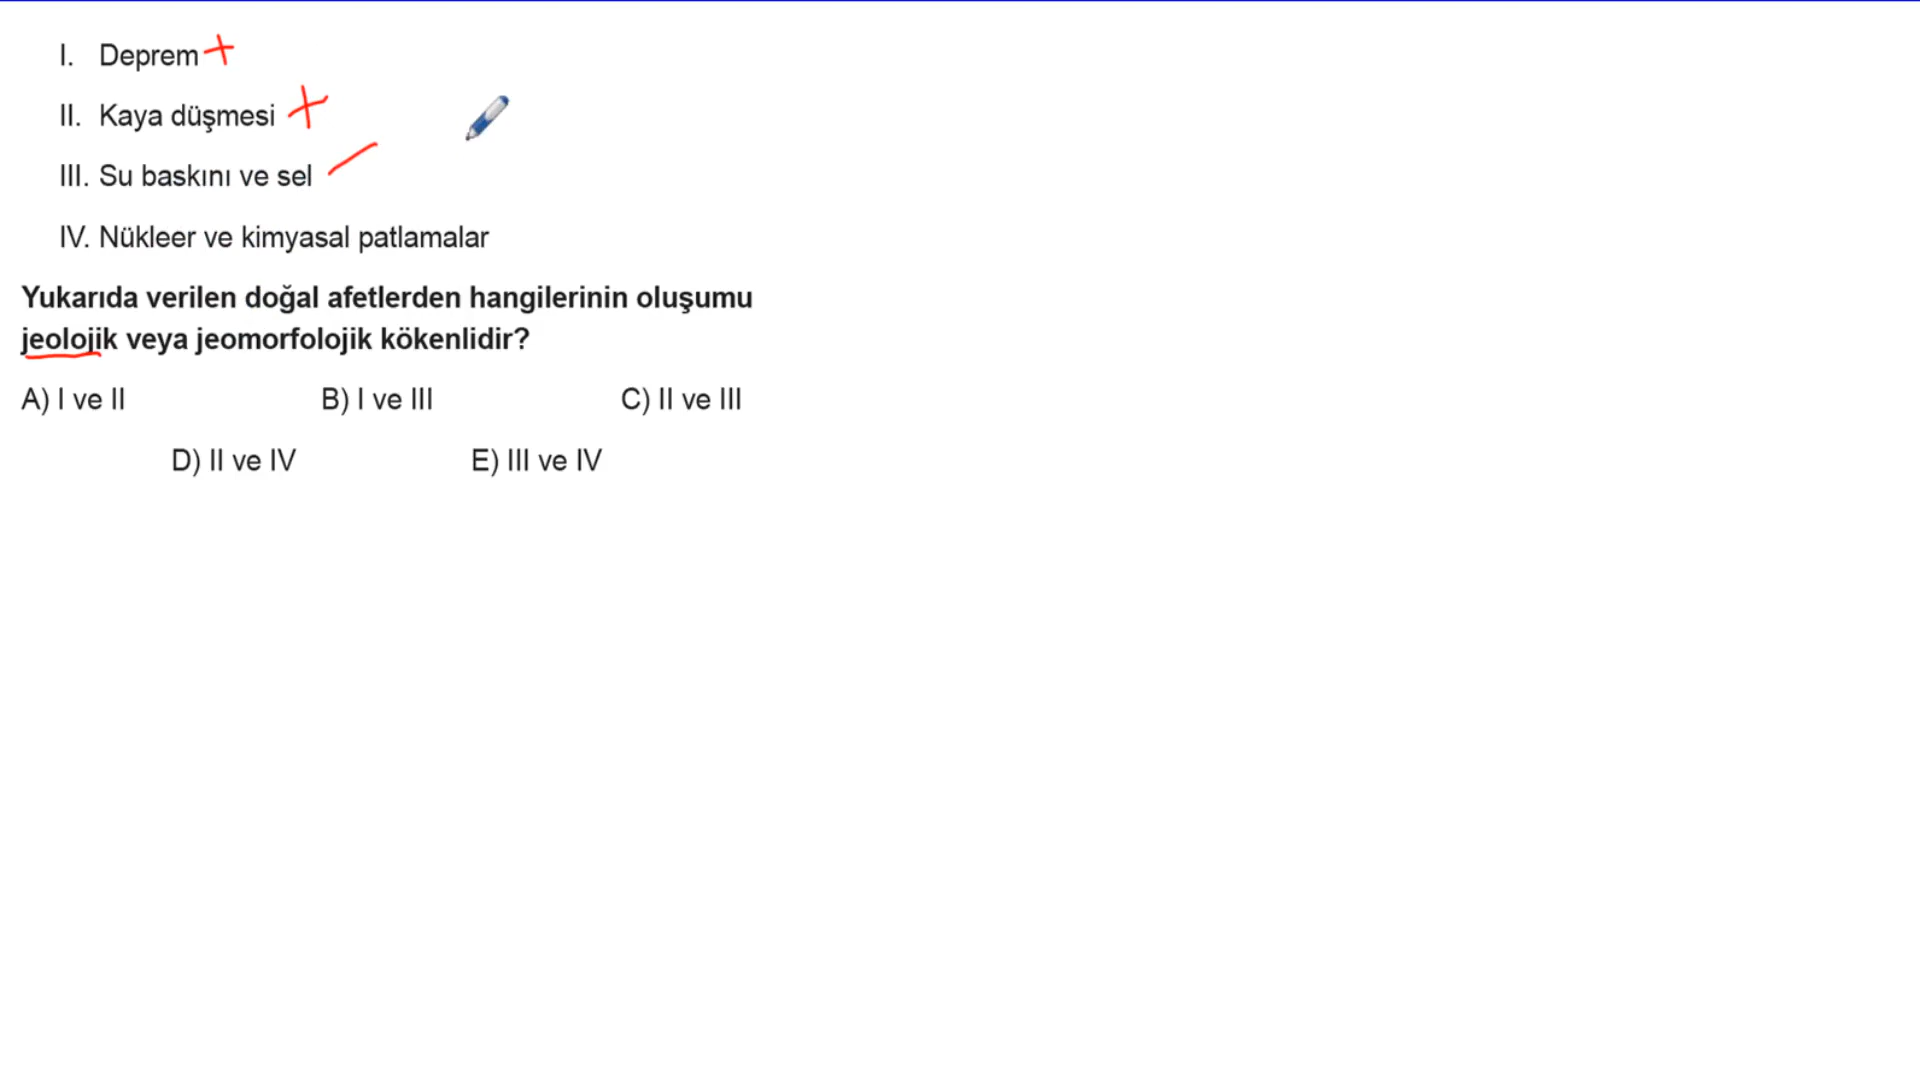 I. Deprem +
II. Kaya düşmesi +
III. Su baskını ve sel
IV. Nükleer ve kimyasal patlamalar
Yukarıda verilen doğal afetlerden hangilerinin oluşumu
jeolojik veya jeomorfolojik kökenlidir?
A) I ve II B) I ve III C) II ve III
D) II ve IV E) III ve IV